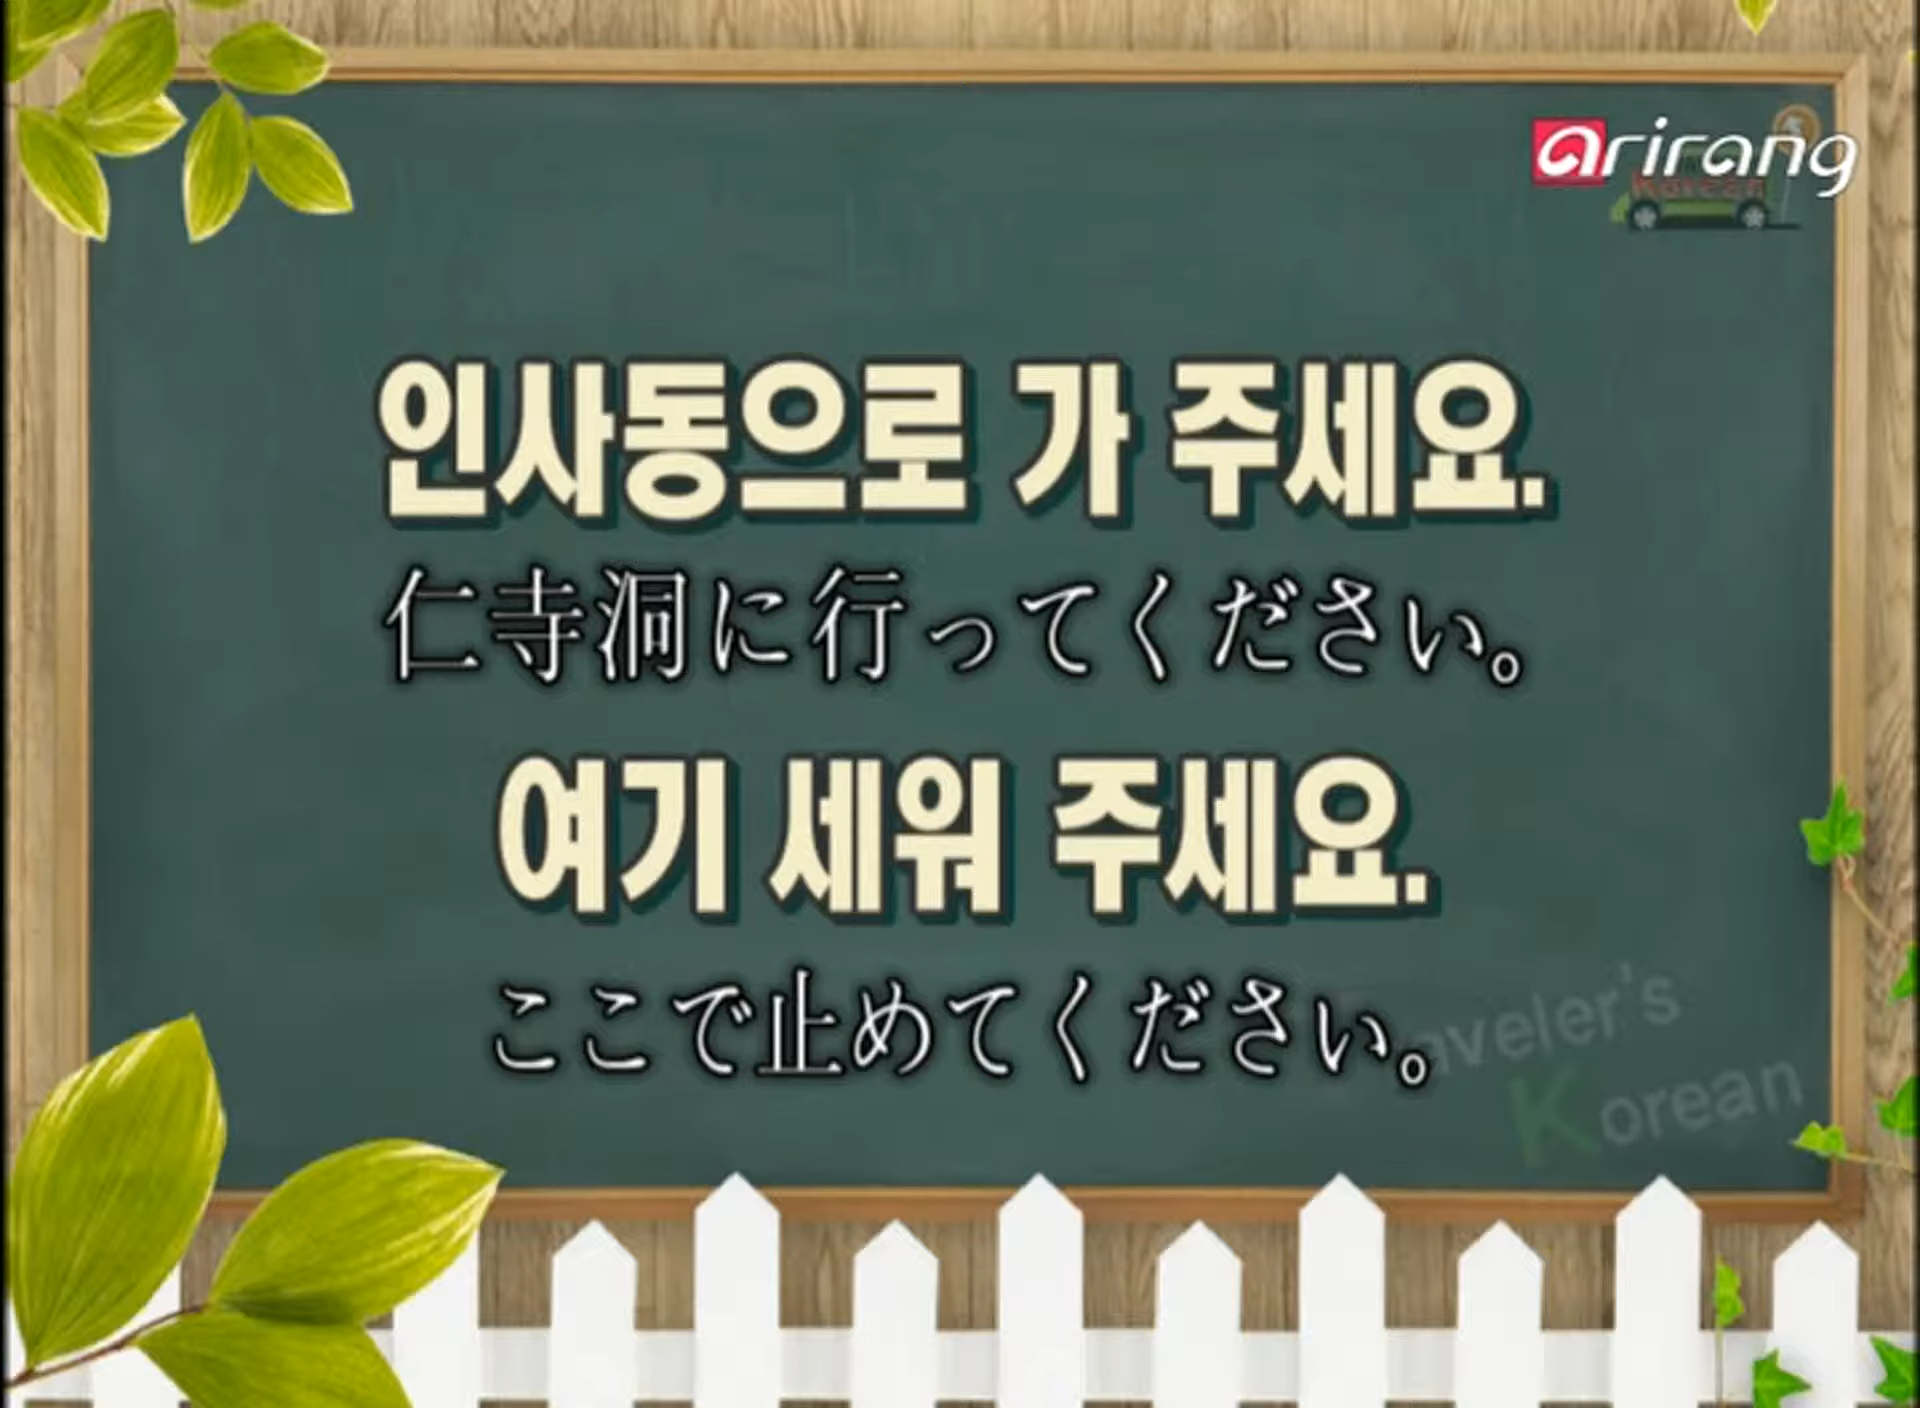 arirang
Korean
인사동으로 가 주세요.
仁寺洞に行ってください。
여기 세워 주세요.
ここで止めてください。
aveler's
Korean